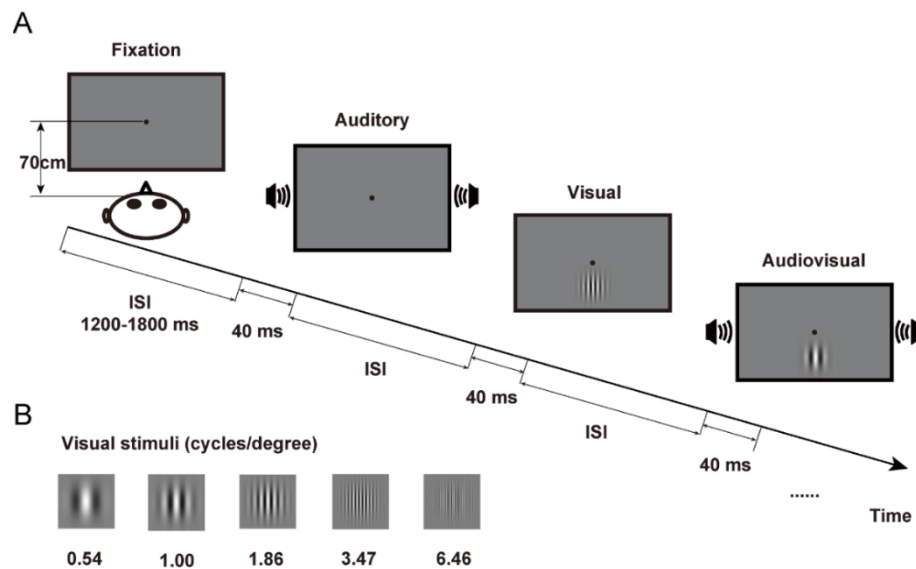 A
Fixation
70cm
Auditory
Visual
Audiovisual
ISI
1200-1800 ms
40 ms
ISI
40 ms
ISI
40 ms
......
Time
B
Visual stimuli (cycles/degree)
0.54 1.00 1.86 3.47 6.46